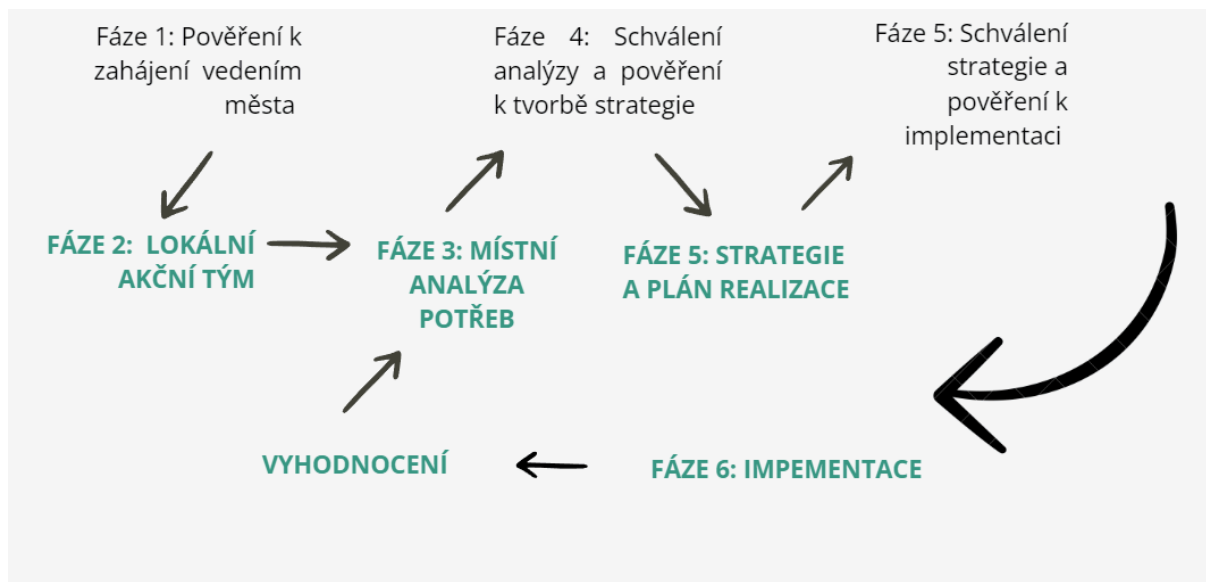 Fáze 1: Pověření k
zahájení vedením
města
Fáze 4: Schválení
analýzy a pověření
k tvorbě strategie
Fáze 5: Schválení
strategie a
pověření k
implementaci
FÁZE 2: LOKÁLNÍ
AKČNÍ TÝM
FÁZE 3: MÍSTNÍ
ANALÝZA
POTŘEB
FÁZE 5: STRATEGIE
A PLÁN REALIZACE
VYHODNOCENÍ
FÁZE 6: IMPEMENTACE